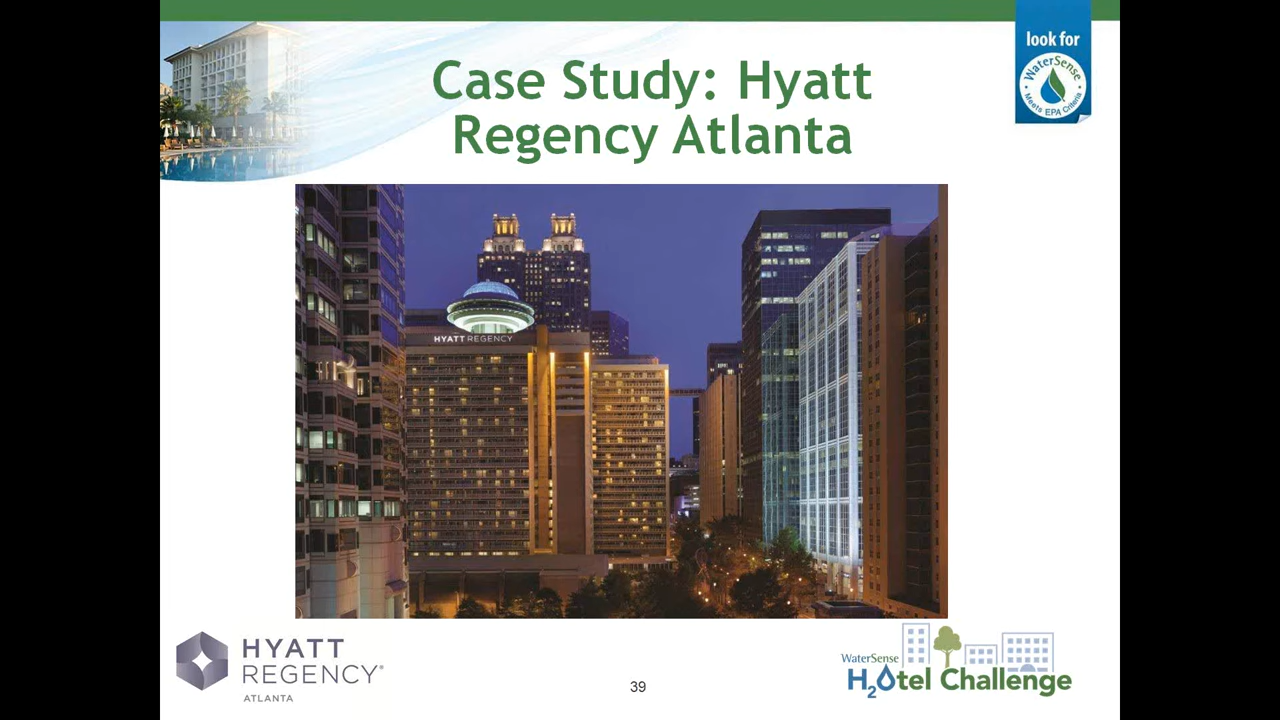 look for
WaterSense
Meets EPA Criteria
Case Study: Hyatt
Regency Atlanta
HYATT REGENCY
HYATT
REGENCY®
ATLANTA
39
WaterSense
H2Otel Challenge